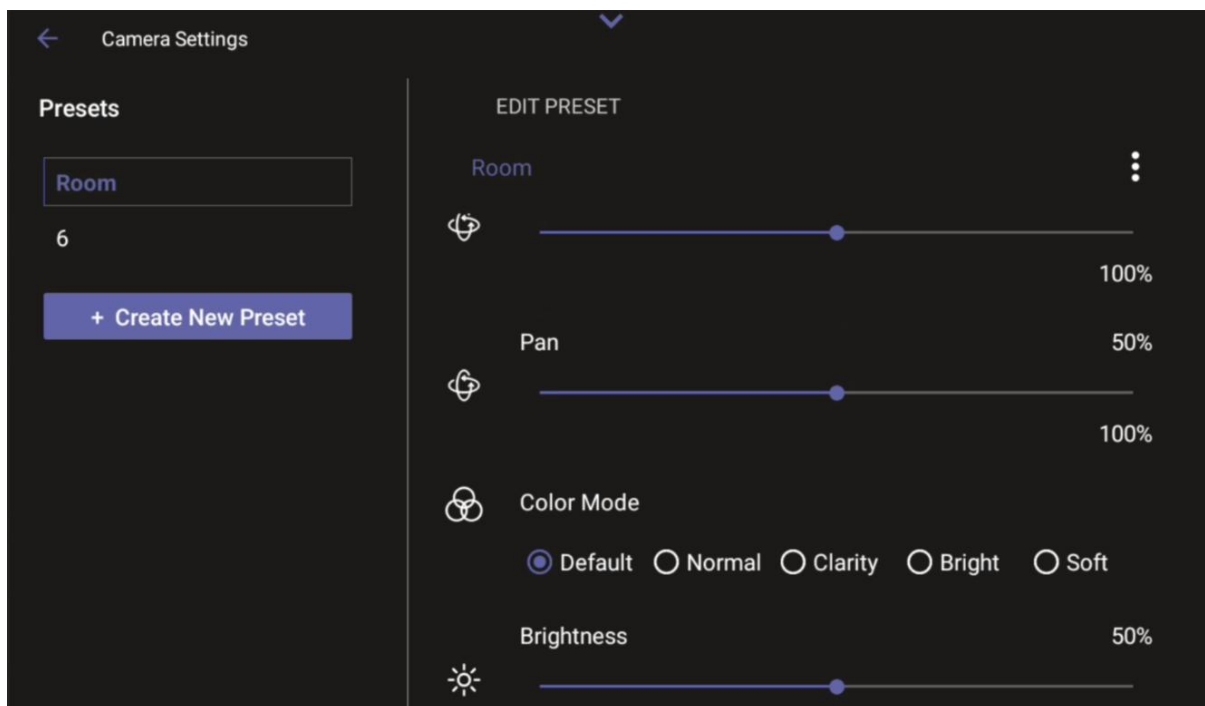 Camera Settings
Presets
Room
6
+ Create New Preset
EDIT PRESET
Room
100%
Pan 50%
100%
Color Mode
Default Normal Clarity Bright Soft
Brightness 50%